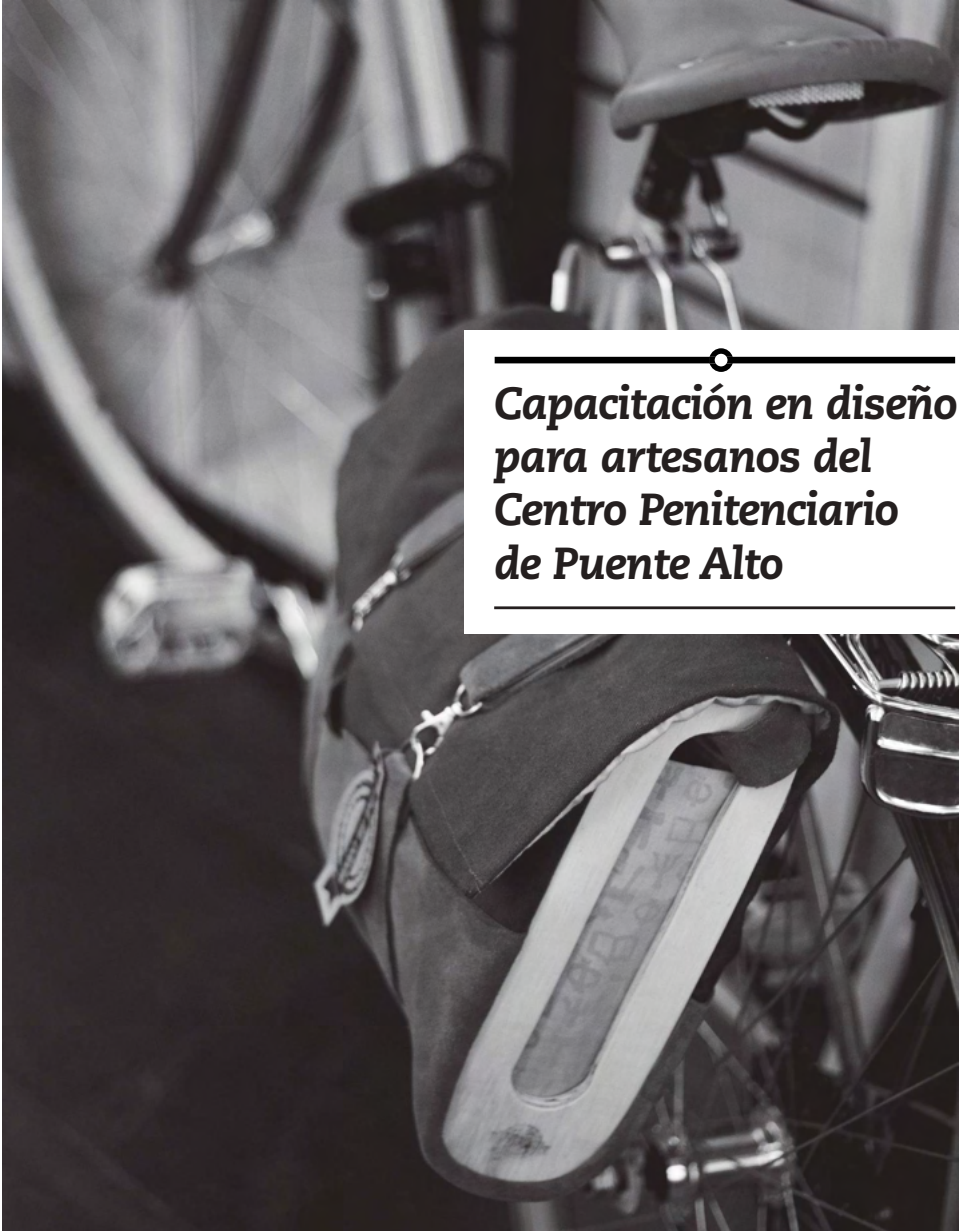 Capacitación en diseño
para artesanos del
Centro Penitenciario
de Puente Alto